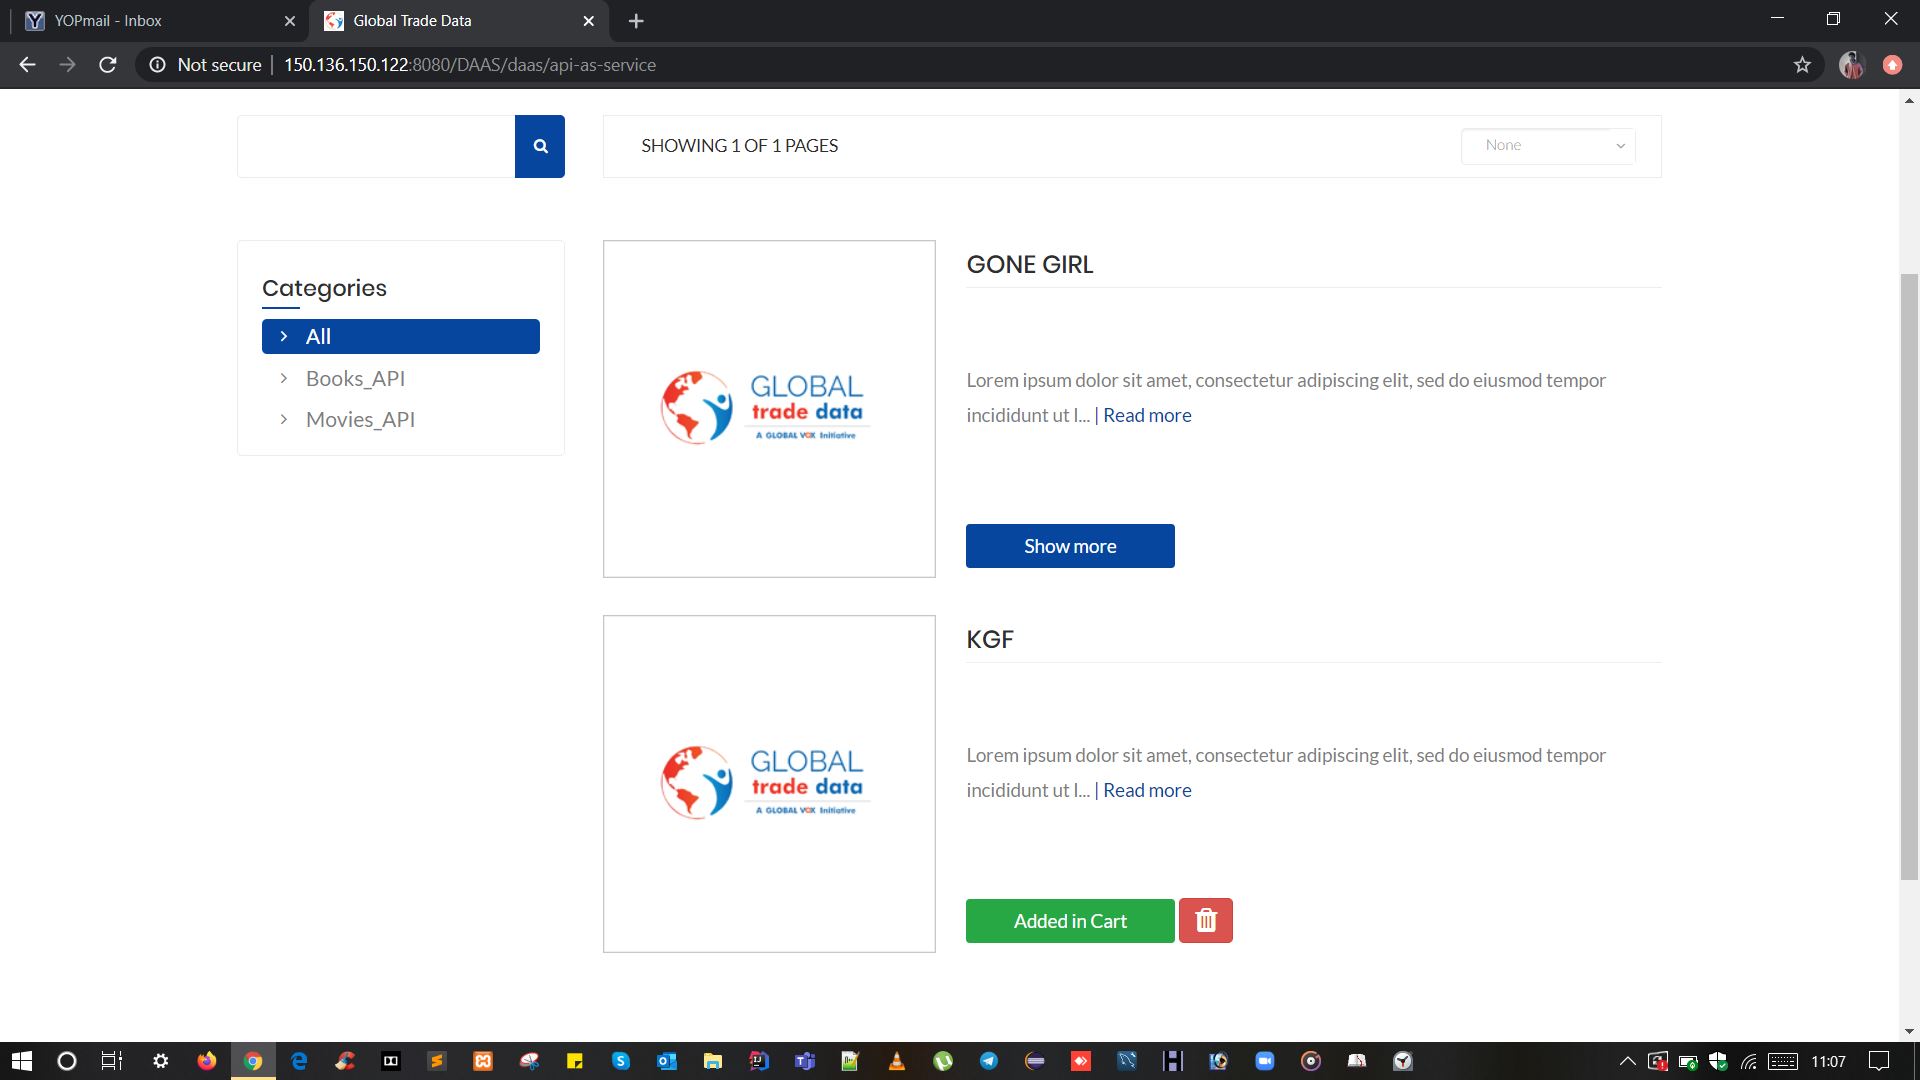 YOPmail - Inbox
Global Trade Data
Not secure
150.136.150.122:8080/DAAS/daas/api-as-service
SHOWING 1 OF 1 PAGES
None
Categories
All
Books_API
Movies_API
GONE GIRL
GLOBAL
trade data
A GLOBAL VOX Initiative
Lorem ipsum dolor sit amet, consectetur adipiscing elit, sed do eiusmod tempor
incididunt ut l... | Read more
Show more
KGF
GLOBAL
trade data
A GLOBAL VOX Initiative
Lorem ipsum dolor sit amet, consectetur adipiscing elit, sed do eiusmod tempor
incididunt ut l... | Read more
Added in Cart
11:07